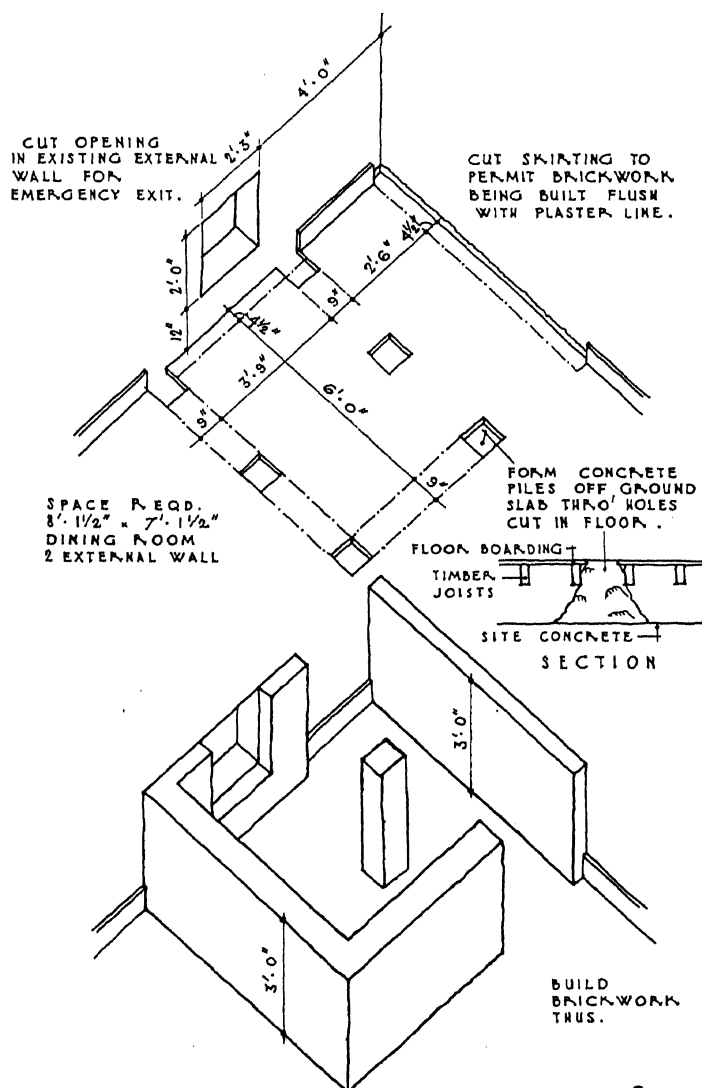 4'·0"
CUT OPENING
IN EXISTING EXTERNAL
WALL FOR
EMERGENCY EXIT.
2'·3"
CUT SKIRTING TO
PERMIT BRICKWORK
BEING BUILT FLUSH
WITH PLASTER LINE.
2'·0"
12"
4½"
2'·6"
9"
4½"
3'·9"
6'·0"
9"
9"
SPACE REQD.
8'·1½" × 7'·1½"
DINING ROOM
2 EXTERNAL WALL
FORM CONCRETE
PILES OFF GROUND
SLAB THRO' HOLES
CUT IN FLOOR.
FLOOR BOARDING
TIMBER
JOISTS
SITE CONCRETE
SECTION
3'·0"
3'·0"
BUILD
BRICKWORK
THUS.